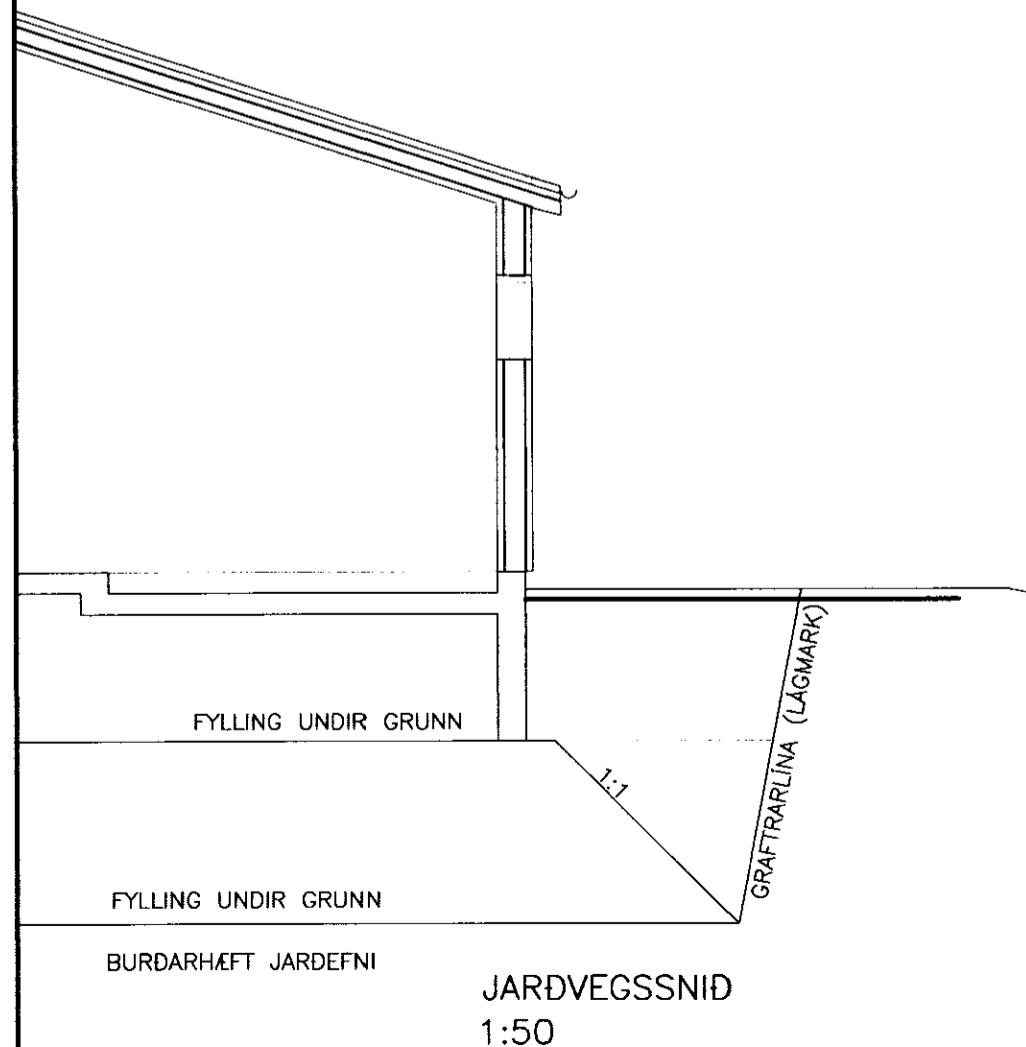 FYLLING UNDIR GRUNN
1:1
GRAFTRARLÍNA (LÁGMARK)
FYLLING UNDIR GRUNN
BURÐARHÆFT JARÐEFNI
JARÐVEGSSNIÐ
1:50